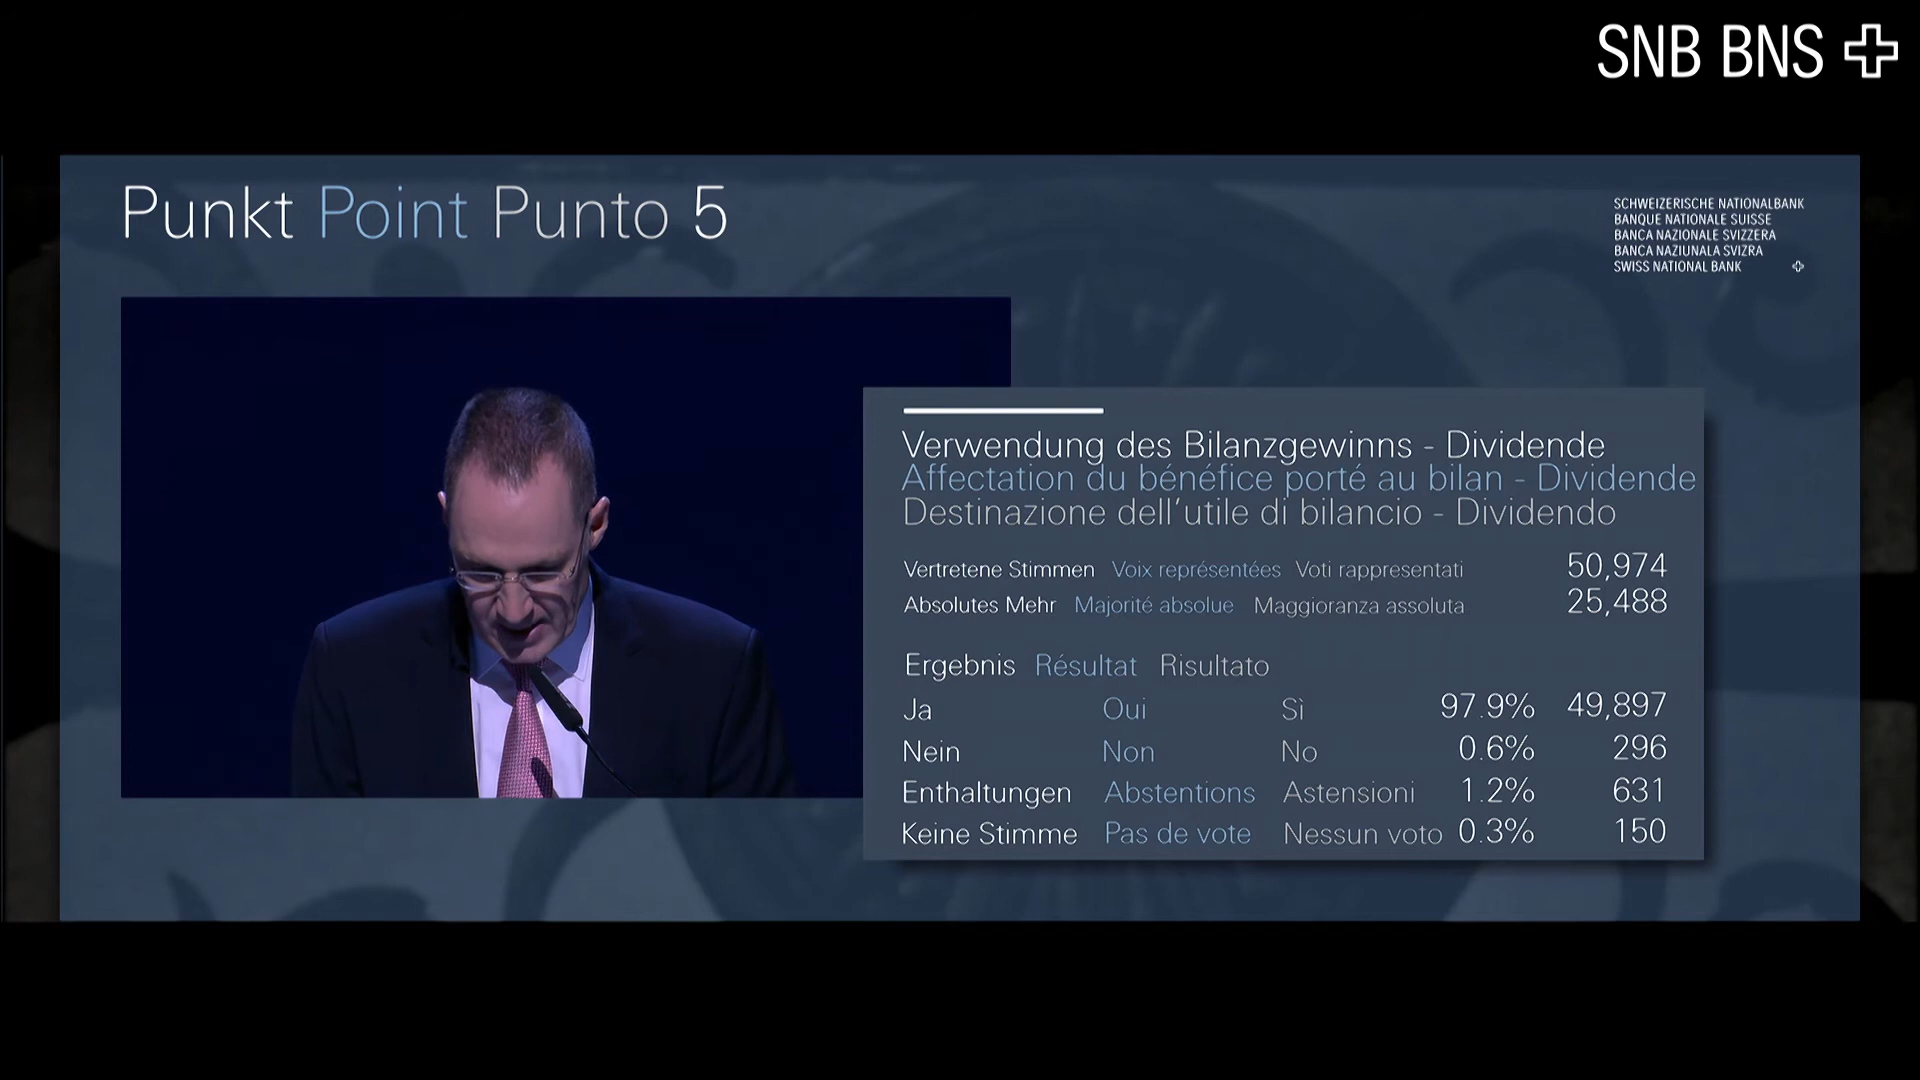 SNB BNS
Punkt Point Punto 5
SCHWEIZERISCHE NATIONALBANK
BANQUE NATIONALE SUISSE
BANCA NAZIONALE SVIZZERA
BANCA NAZIUNALA SVIZRA
SWISS NATIONAL BANK
Verwendung des Bilanzgewinns - Dividende
Affectation du bénéfice porté au bilan - Dividende
Destinazione dell'utile di bilancio - Dividendo
Vertretene Stimmen Voix représentées Voti rappresentati 50,974
Absolutes Mehr Majorité absolue Maggioranza assoluta 25,488
Ergebnis Résultat Risultato
Ja Oui Sì 97.9% 49,897
Nein Non No 0.6% 296
Enthaltungen Abstentions Astensioni 1.2% 631
Keine Stimme Pas de vote Nessun voto 0.3% 150